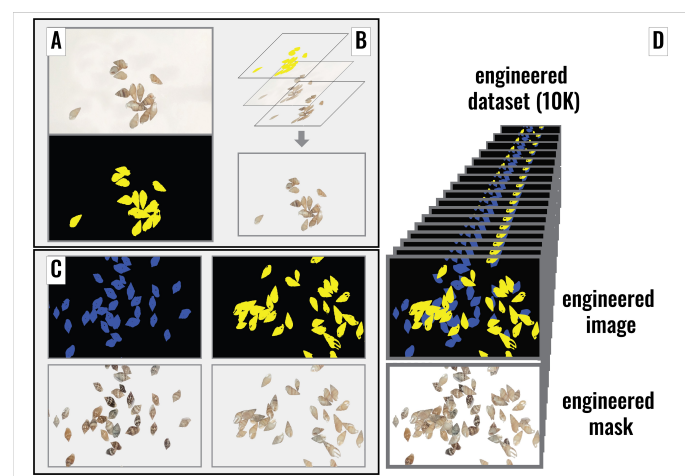 A
B
D
engineered
dataset (10K)
C
engineered
image
engineered
mask